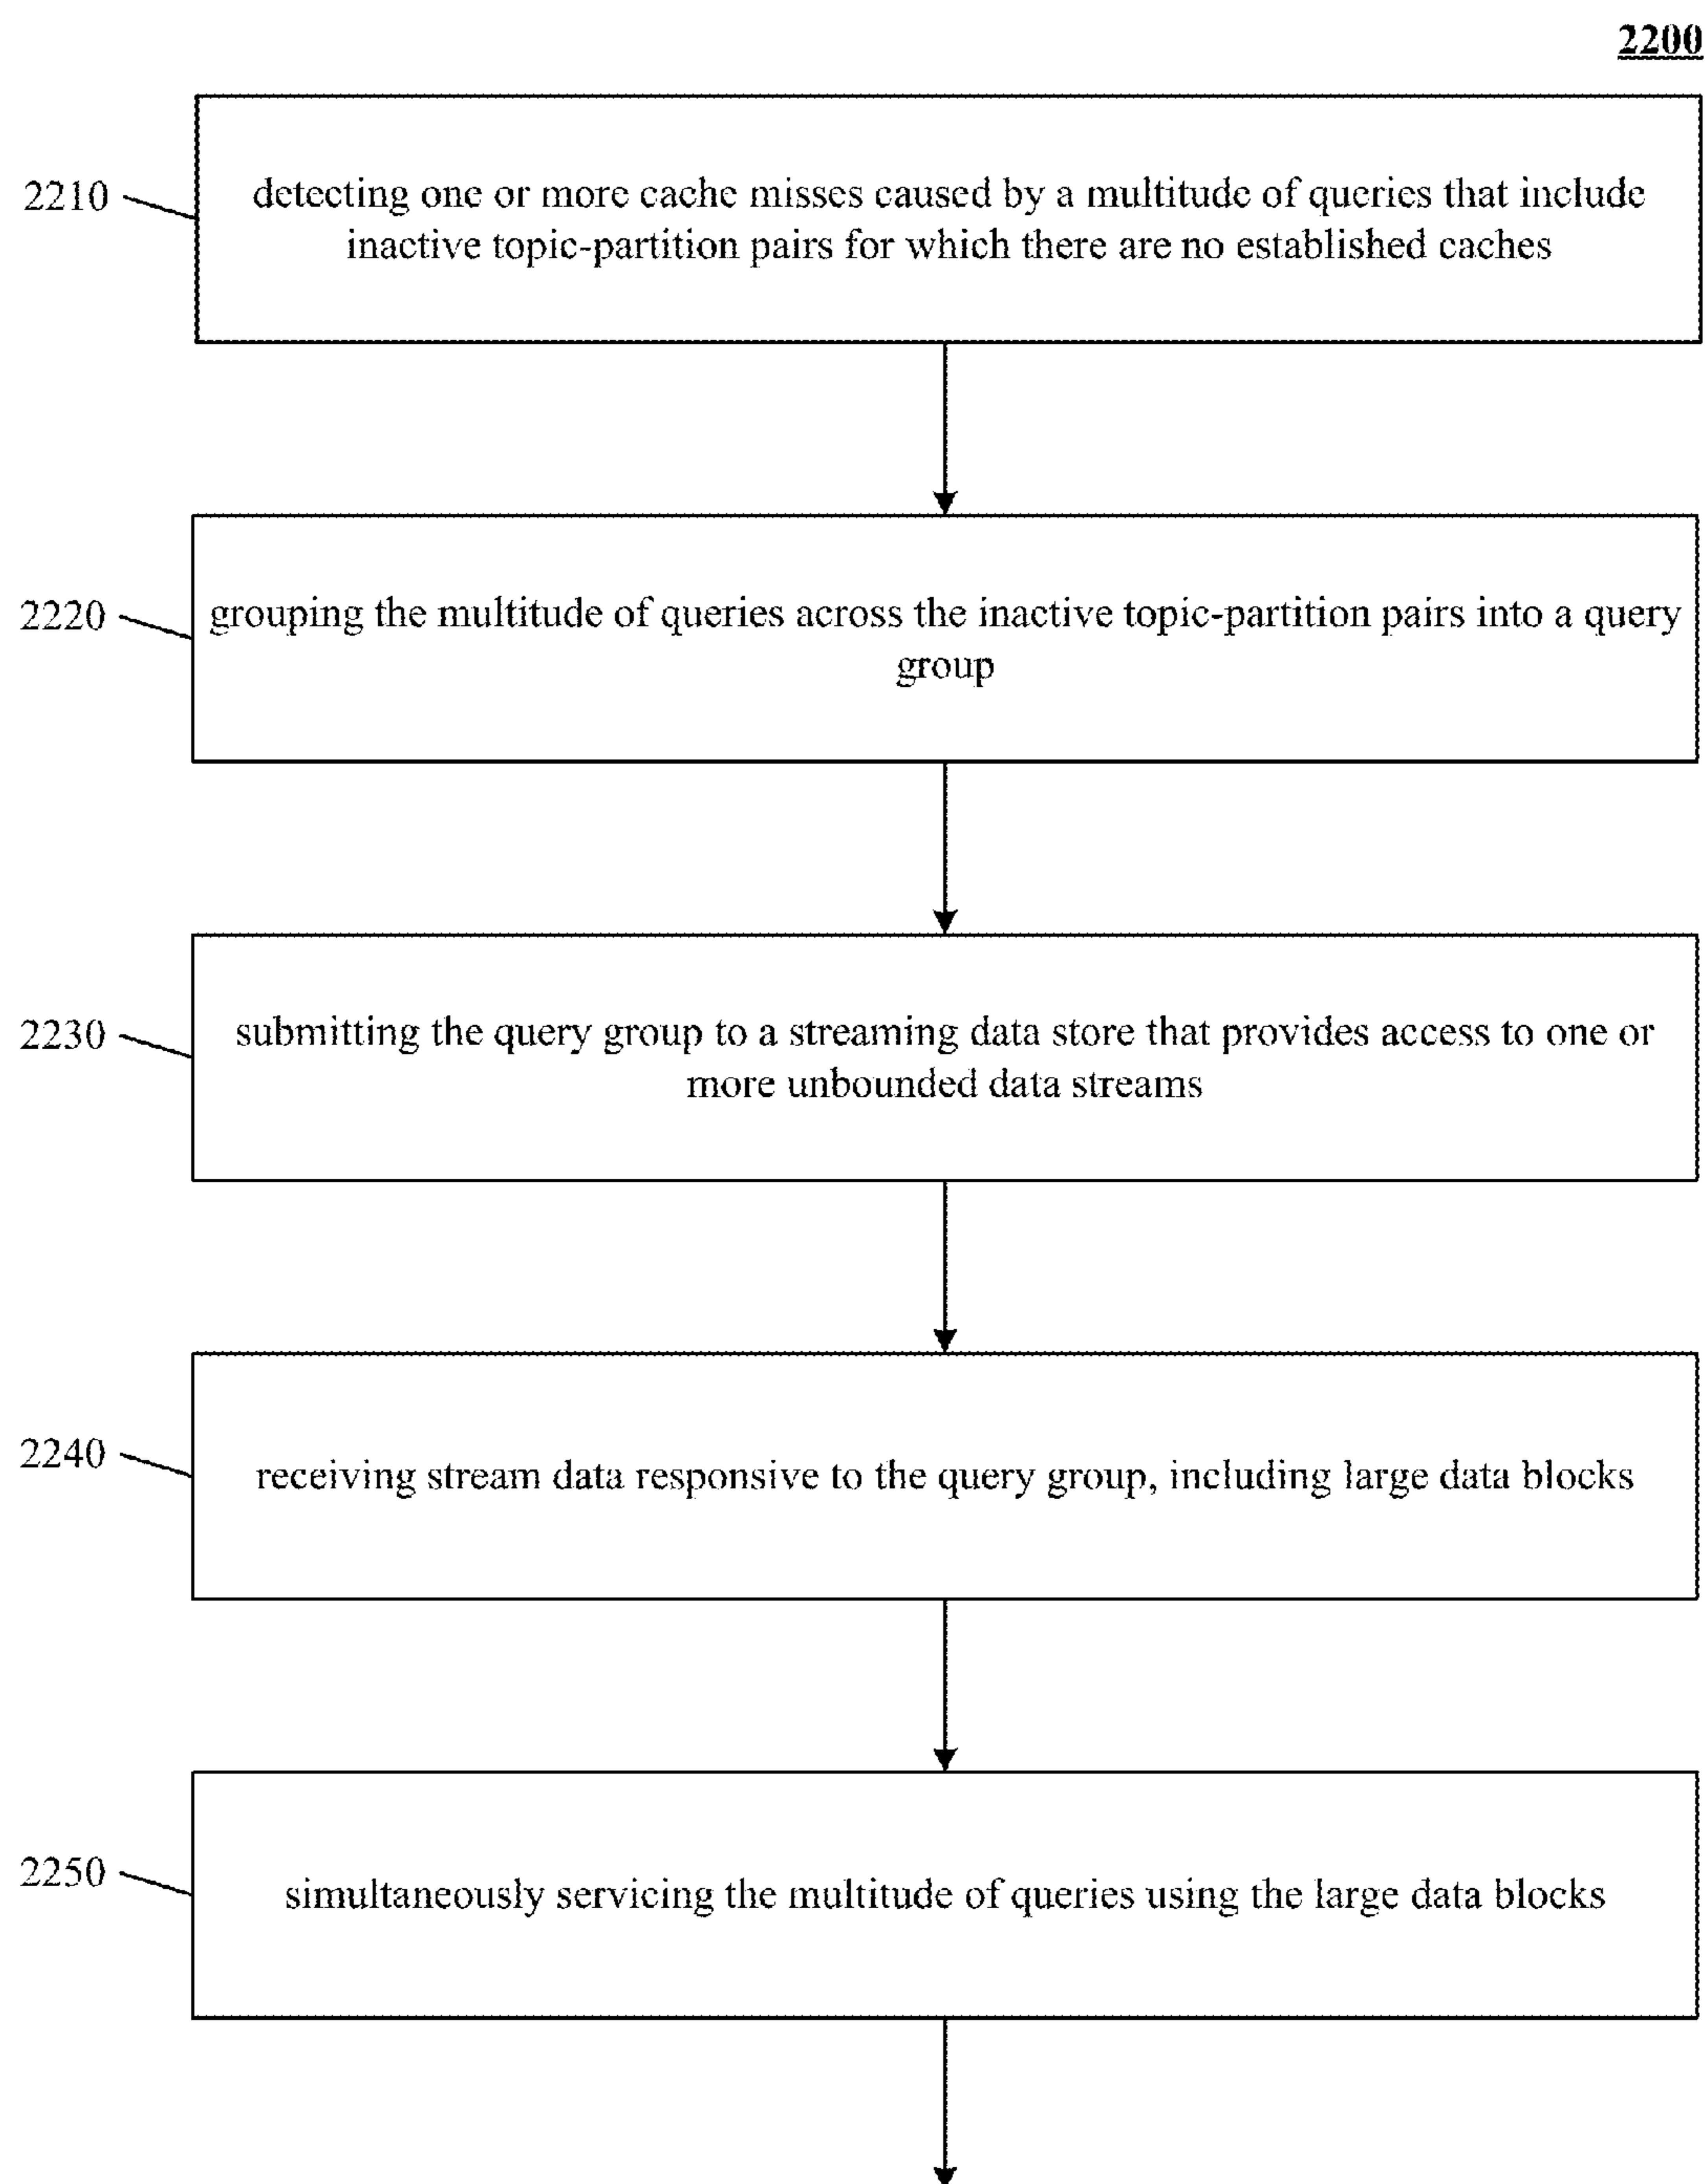 2200
2210
detecting one or more cache misses caused by a multitude of queries that include
inactive topic-partition pairs for which there are no established caches
2220
grouping the multitude of queries across the inactive topic-partition pairs into a query
group
2230
submitting the query group to a streaming data store that provides access to one or
more unbounded data streams
2240
receiving stream data responsive to the query group, including large data blocks
2250
simultaneously servicing the multitude of queries using the large data blocks